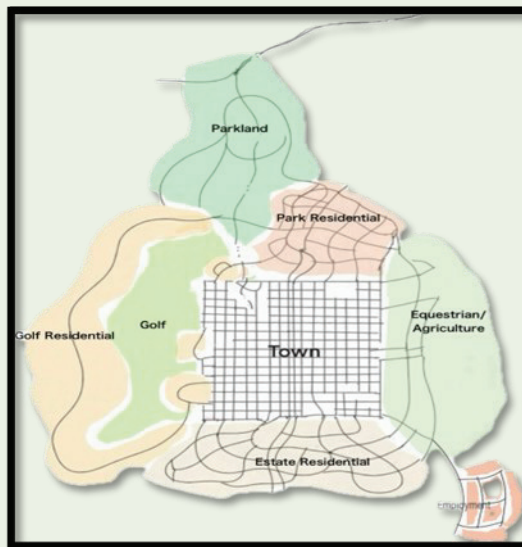 Parkland
Park Residential
Equestrian/
Agriculture
Golf Residential
Golf
Town
Estate Residential
Employment